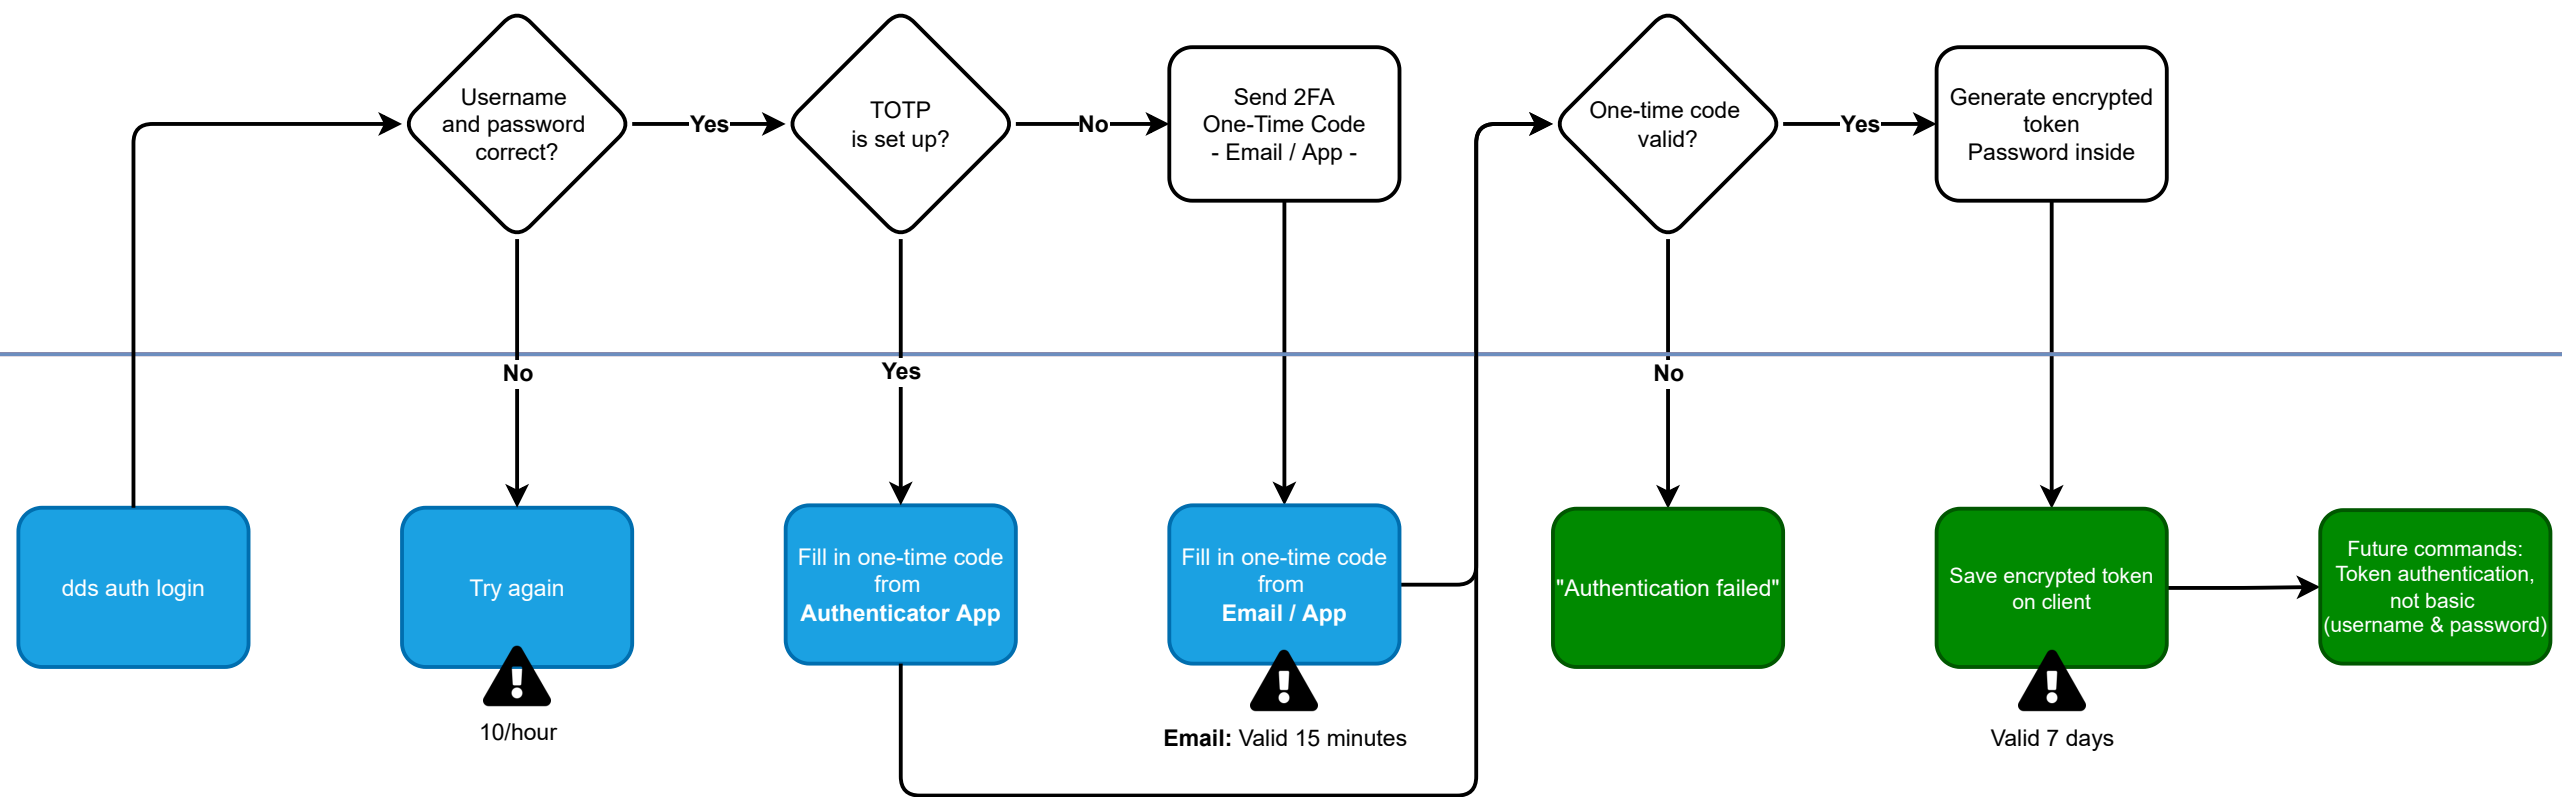 Username
and password
correct?
Yes
TOTP
is set up?
No
Send 2FA
One-Time Code
- Email / App -
One-time code
valid?
Yes
Generate encrypted
token
Password inside
No
Yes
No
dds auth login
Try again
10/hour
Fill in one-time code
from
Authenticator App
Fill in one-time code
from
Email / App
Email: Valid 15 minutes
"Authentication failed"
Save encrypted token
on client
Valid 7 days
Future commands:
Token authentication,
not basic
(username & password)